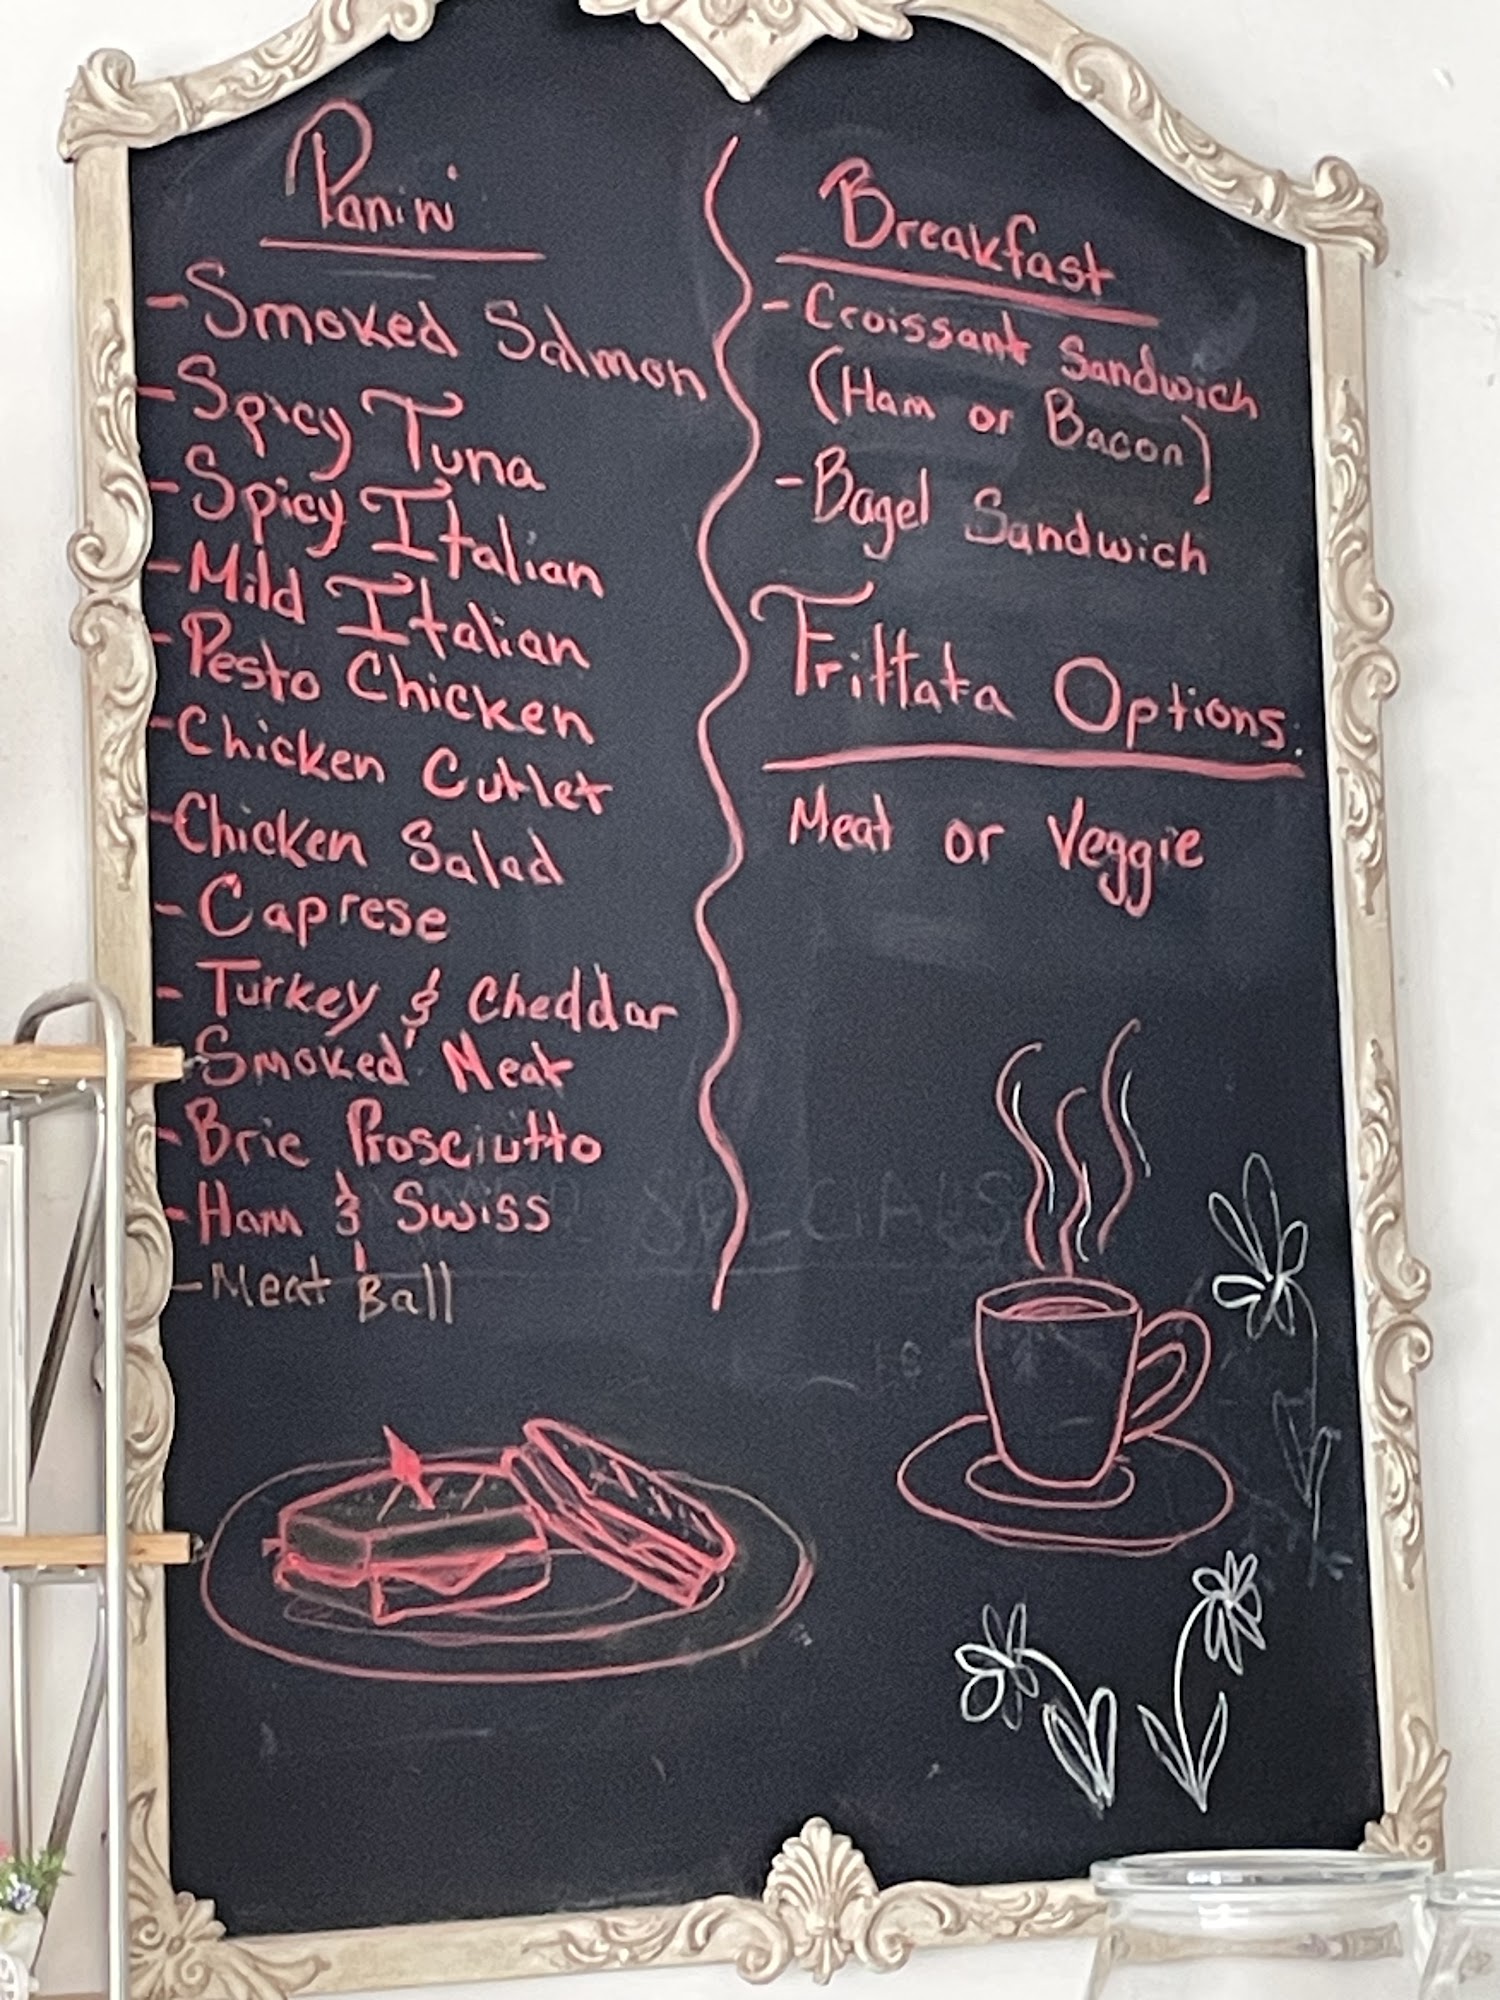 Panini
- Smoked Salmon
- Spicy Tuna
- Spicy Italian
- Mild Italian
- Pesto Chicken
- Chicken Cutlet
- Chicken Salad
- Caprese
- Turkey & Cheddar
- Smoked Meat
- Brie Prosciutto
- Ham & Swiss
- Meat Ball
Breakfast
- Croissant Sandwich
(Ham or Bacon)
- Bagel Sandwich
Frittata Options:
Meat or Veggie
SPECIALS